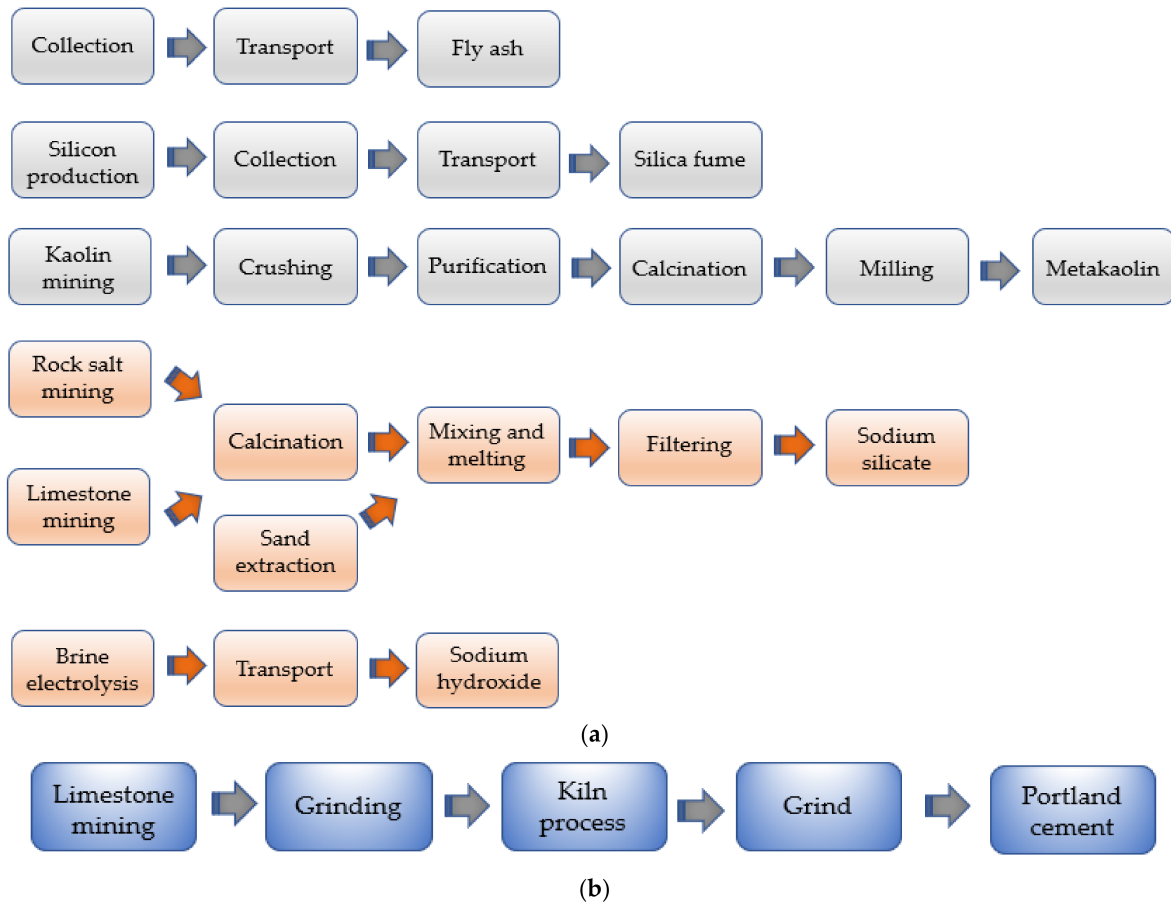 Collection
Transport
Fly ash
Silicon
production
Collection
Transport
Silica fume
Kaolin
mining
Crushing
Purification
Calcination
Milling
Metakaolin
Rock salt
mining
Limestone
mining
Calcination
Sand
extraction
Mixing and
melting
Filtering
Sodium
silicate
Brine
electrolysis
Transport
Sodium
hydroxide
(a)
Limestone
mining
Grinding
Kiln
process
Grind
Portland
cement
(b)